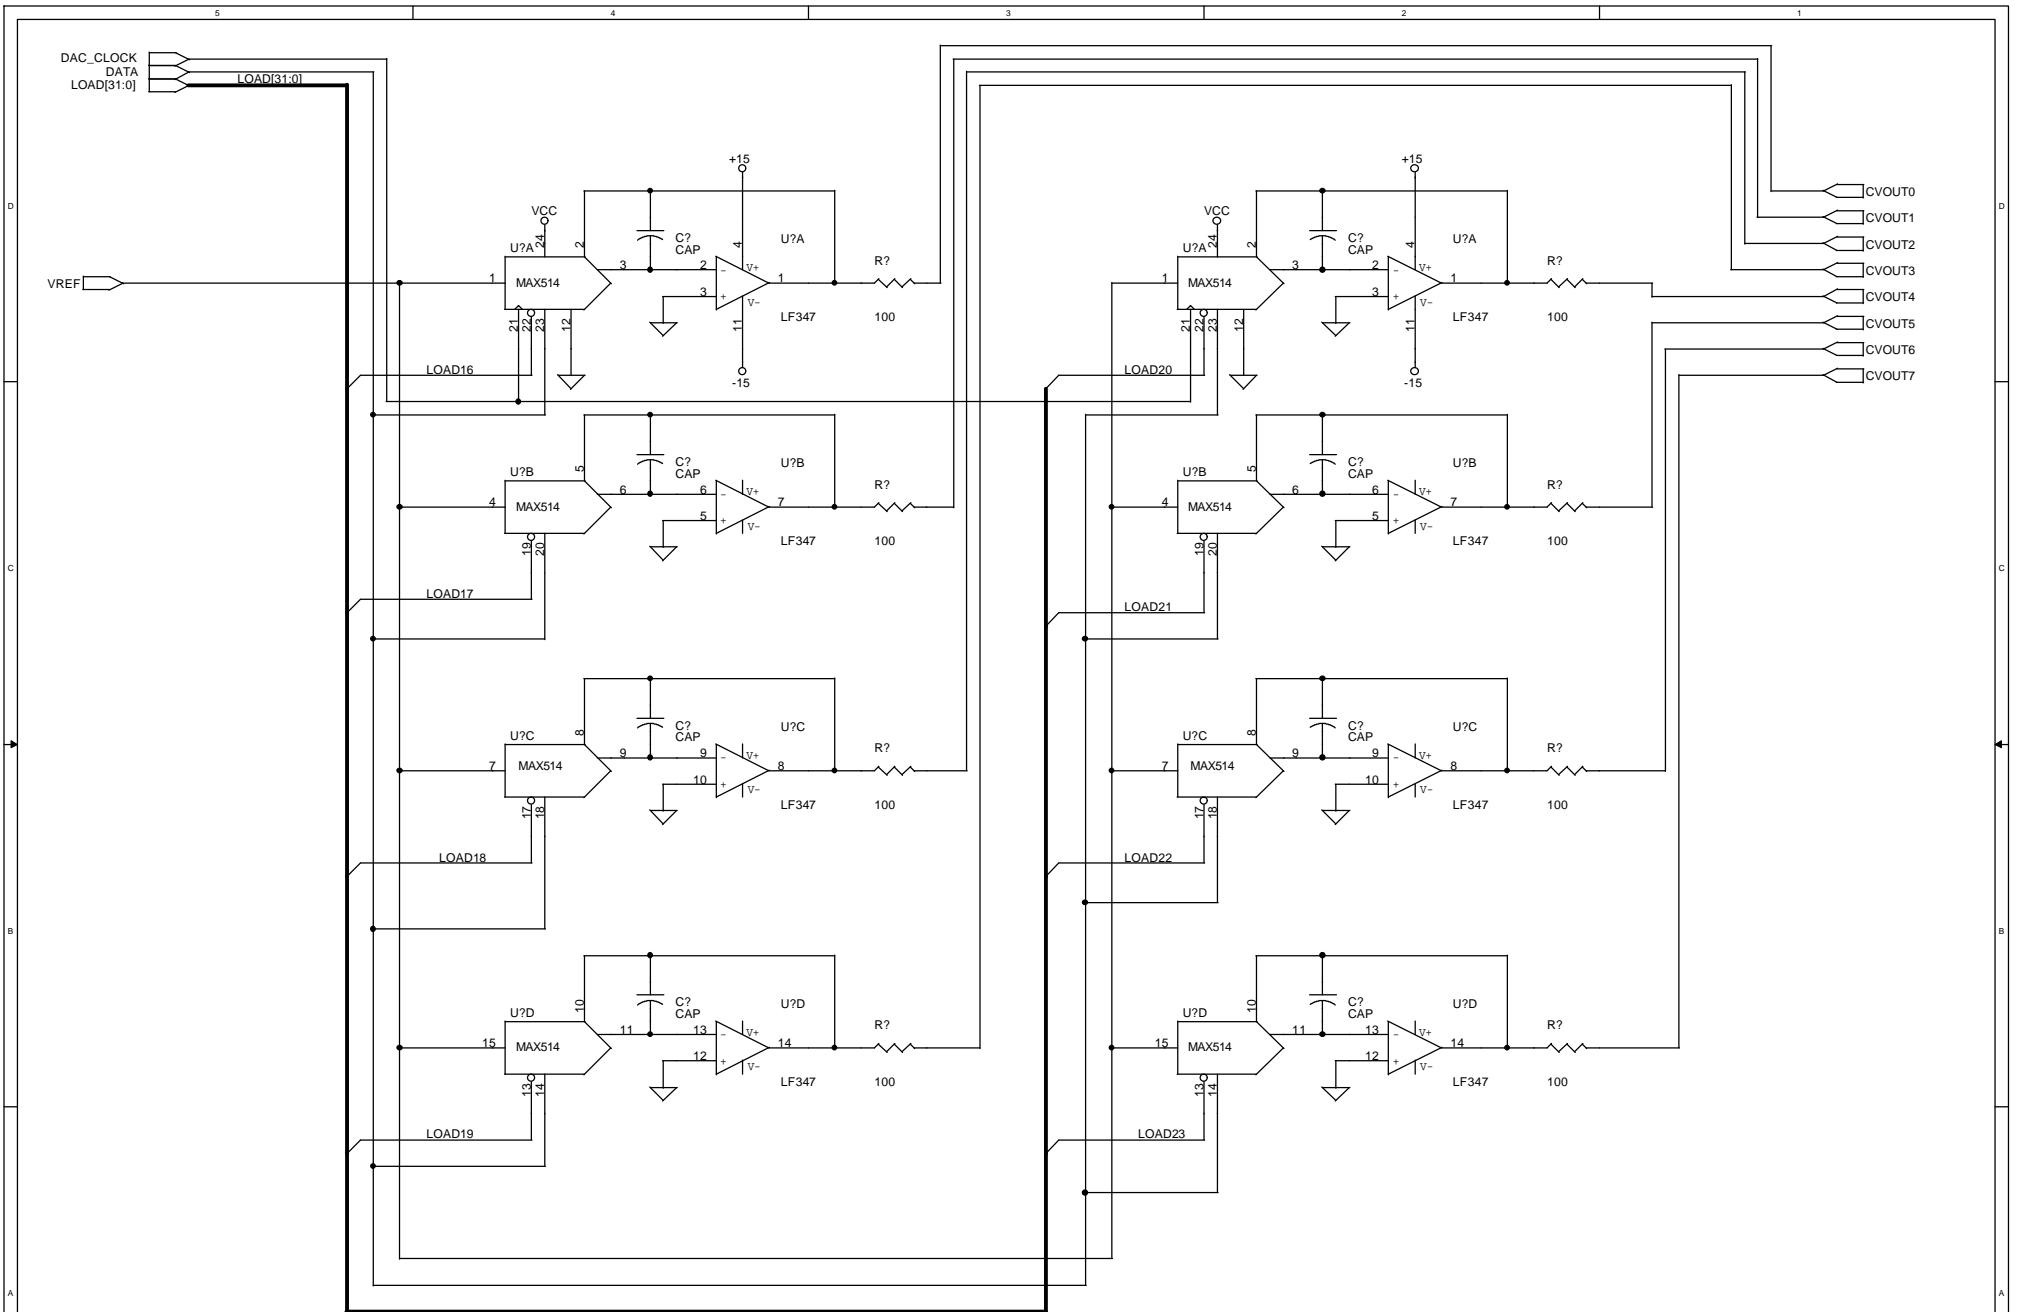 5 4 3 2 1
DAC_CLOCK
DATA
LOAD[31:0] LOAD[31:0]
+15 +15
D D
CVOUT0
VCC VCC
CVOUT1
24 2 C? 4 U?A 24 2 C? 4 U?A
U?A CAP U?A CAP
CVOUT2
3 2 - V+ R? 3 2 - V+ R?
CVOUT3
VREF 1 MAX514 1 1 MAX514 1
3 + V- 3 + V-
CVOUT4
21 22 23 12 11 LF347 100 21 22 23 12 11 LF347 100
CVOUT5
CVOUT6
LOAD16 LOAD20
CVOUT7
-15 -15
5 C? U?B 5 C? U?B
U?B CAP U?B CAP
6 6 - V+ R? 6 6 - V+ R?
4 MAX514 7 4 MAX514 7
5 + V- 5 + V-
19 20 LF347 100 19 20 LF347 100
C C
LOAD17
LOAD21
8 C? U?C 8 C? U?C
U?C CAP U?C CAP
9 9 - V+ R? 9 9 - V+ R?
7 MAX514 8 7 MAX514 8
10 + V- 10 + V-
17 18 LF347 100 17 18 LF347 100
LOAD18 LOAD22
B B
10 C? U?D 10 C? U?D
U?D CAP U?D CAP
11 13 - V+ R? 11 13 - V+ R?
15 MAX514 14 15 MAX514 14
12 + V- 12 + V-
13 14 LF347 100 13 14 LF347 100
LOAD19 LOAD23
A A